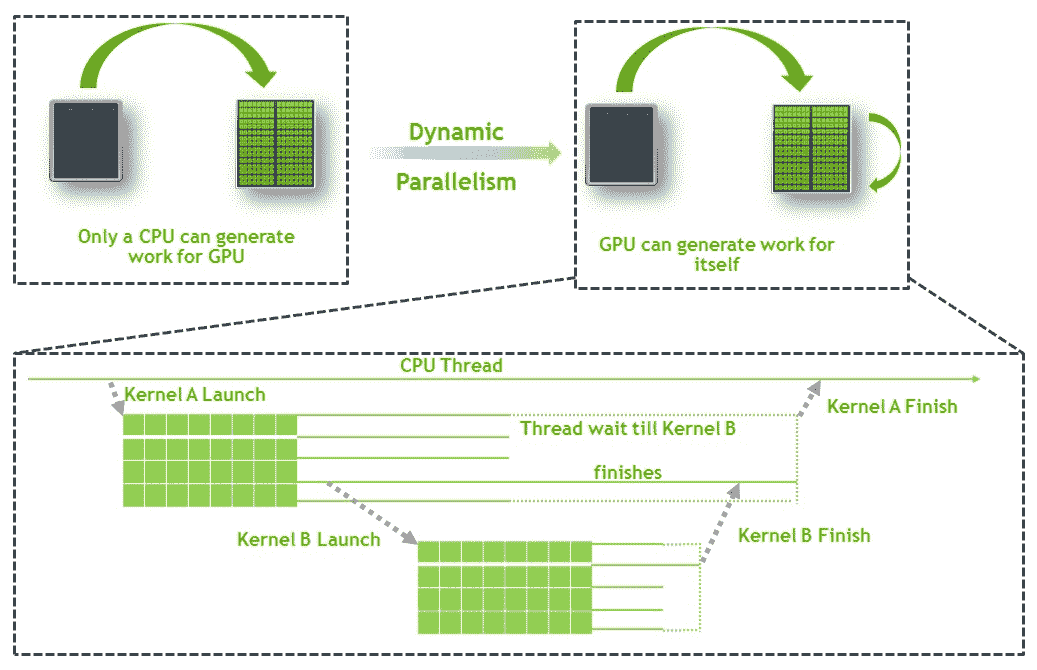 Dynamic
Parallelism
Only a CPU can generate
work for GPU
GPU can generate work for
itself
CPU Thread
Kernel A Launch
Kernel A Finish
Thread wait till Kernel B
finishes
Kernel B Launch
Kernel B Finish